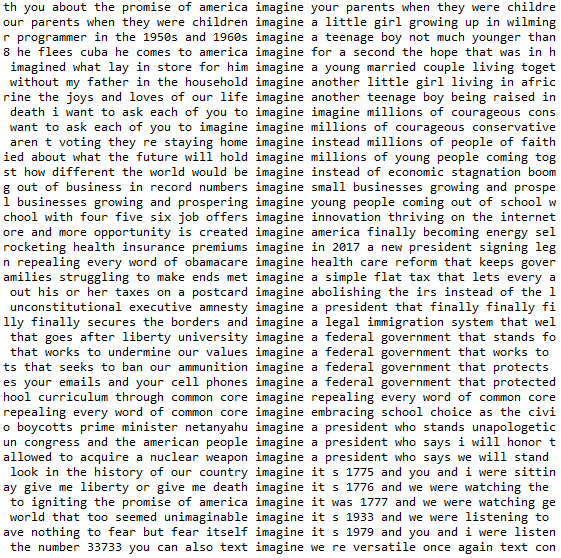 th you about the promise of america imagine your parents when they were childre
our parents when they were children imagine a little girl growing up in wilming
r programmer in the 1950s and 1960s imagine a teenage boy not much younger than
8 he flees cuba he comes to america imagine for a second the hope that was in h
imagined what lay in store for him imagine a young married couple living toget
without my father in the household imagine another little girl living in afric
rine the joys and loves of our life imagine another teenage boy being raised in
death i want to ask each of you to imagine imagine millions of courageous cons
want to ask each of you to imagine imagine millions of courageous conservative
aren t voting they re staying home imagine instead millions of people of faith
ied about what the future will hold imagine millions of young people coming tog
st how different the world would be imagine instead of economic stagnation boom
g out of business in record numbers imagine small businesses growing and prospe
l businesses growing and prospering imagine young people coming out of school w
chool with four five six job offers imagine innovation thriving on the internet
ore and more opportunity is created imagine america finally becoming energy sel
rocketing health insurance premiums imagine in 2017 a new president signing leg
n repealing every word of obamacare imagine health care reform that keeps gover
amilies struggling to make ends met imagine a simple flat tax that lets every a
out his or her taxes on a postcard imagine abolishing the irs instead of the l
unconstitutional executive amnesty imagine a president that finally finally fi
lly finally secures the borders and imagine a legal immigration system that wel
that goes after liberty university imagine a federal government that stands fo
that works to undermine our values imagine a federal government that works to
ts that seeks to ban our ammunition imagine a federal government that protects
es your emails and your cell phones imagine a federal government that protected
hool curriculum through common core imagine repealing every word of common core
repealing every word of common core imagine embracing school choice as the civi
o boycotts prime minister netanyahu imagine a president who stands unapologetic
un congress and the american people imagine a president who says i will honor t
allowed to acquire a nuclear weapon imagine a president who says we will stand
look in the history of our country imagine it s 1775 and you and i were sittin
ay give me liberty or give me death imagine it s 1776 and we were watching the
to igniting the promise of america imagine it was 1777 and we were watching ge
world that too seemed unimaginable imagine it s 1933 and we were listening to
ave nothing to fear but fear itself imagine it s 1979 and you and i were listen
the number 33733 you can also text imagine we re versatile once again text con